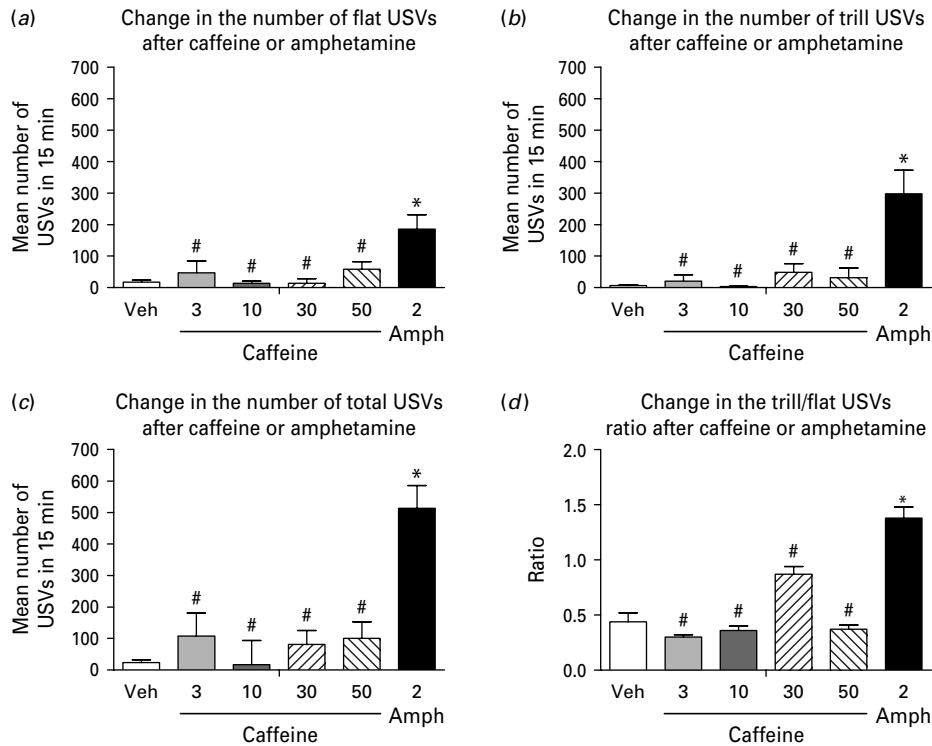 (a) Change in the number of flat USVs
after caffeine or amphetamine
Mean number of
USVs in 15 min
700
600
500
400
300
200
100
0
#
#
#
#
*
Veh 3 10 30 50 2
Caffeine Amph
(b) Change in the number of trill USVs
after caffeine or amphetamine
Mean number of
USVs in 15 min
700
600
500
400
300
200
100
0
#
#
#
#
*
Veh 3 10 30 50 2
Caffeine Amph
(c) Change in the number of total USVs
after caffeine or amphetamine
Mean number of
USVs in 15 min
700
600
500
400
300
200
100
0
#
#
#
#
*
Veh 3 10 30 50 2
Caffeine Amph
(d) Change in the trill/flat USVs
ratio after caffeine or amphetamine
Ratio
2.0
1.5
1.0
0.5
0.0
#
#
#
#
*
Veh 3 10 30 50 2
Caffeine Amph